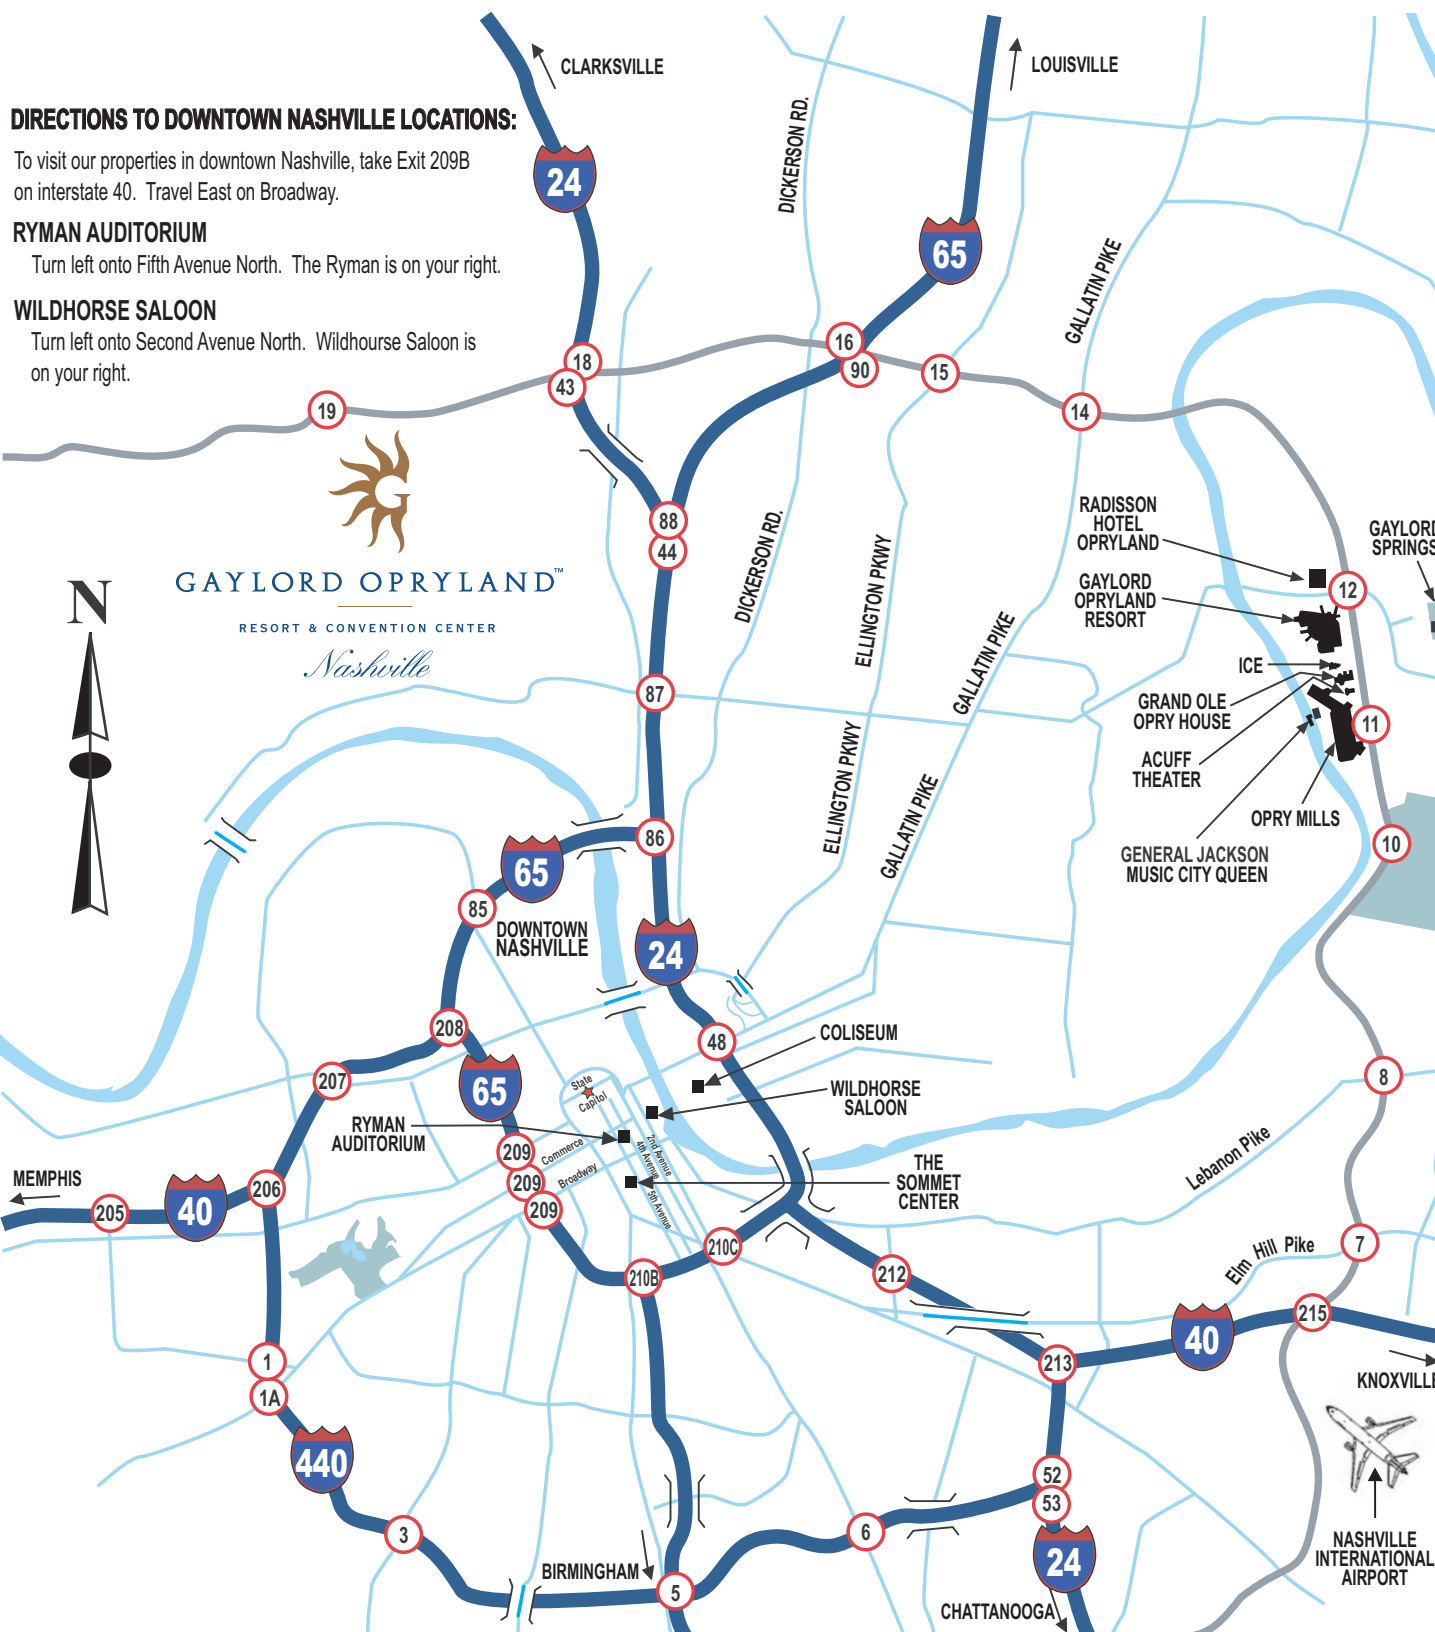 CLARKSVILLE
LOUISVILLE
DIRECTIONS TO DOWNTOWN NASHVILLE LOCATIONS:
To visit our properties in downtown Nashville, take Exit 209B
on interstate 40. Travel East on Broadway.
RYMAN AUDITORIUM
Turn left onto Fifth Avenue North. The Ryman is on your right.
WILDHORSE SALOON
Turn left onto Second Avenue North. Wildhourse Saloon is
on your right.
24
65
DICKERSON RD.
GALLATIN PIKE
18
43
19
16
90
15
14
G
GAYLORD OPRYLAND™
RESORT & CONVENTION CENTER
Nashville
N
88
44
DICKERSON RD.
ELLINGTON PKWY
GALLATIN PIKE
RADISSON
HOTEL
OPRYLAND
GAYLORD
SPRINGS
GAYLORD
OPRYLAND
RESORT
12
ICE
GRAND OLE
OPRY HOUSE
11
ACUFF
THEATER
OPRY MILLS
10
GENERAL JACKSON
MUSIC CITY QUEEN
87
ELLINGTON PKWY
GALLATIN PIKE
86
65
85
DOWNTOWN
NASHVILLE
24
208
48
COLISEUM
207
65
State
Capitol
WILDHORSE
SALOON
RYMAN
AUDITORIUM
209
Commerce
2nd Avenue
4th Avenue
THE
SOMMET
CENTER
8
Lebanon Pike
MEMPHIS
205
40
206
209
Broadway
5th Avenue
209
210C
210B
212
7
Elm Hill Pike
215
40
213
KNOXVILLE
1
1A
440
52
53
3
6
24
BIRMINGHAM
5
CHATTANOOGA
NASHVILLE
INTERNATIONAL
AIRPORT